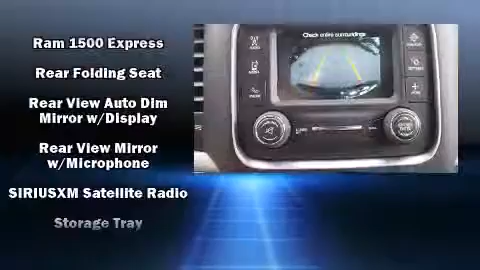 Ram 1500 Express
Rear Folding Seat
Rear View Auto Dim
Mirror w/Display
Rear View Mirror
w/Microphone
SIRIUSXM Satellite Radio
Storage Tray
Check entire surroundings